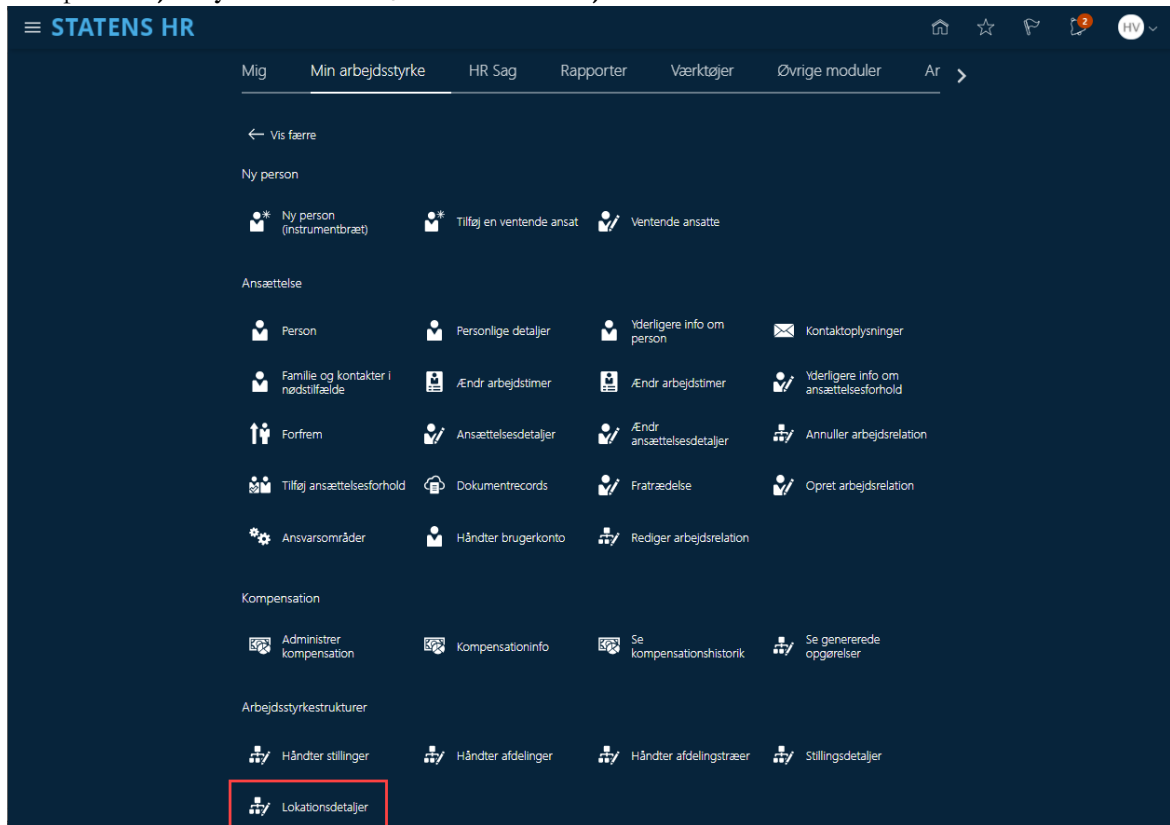 STATENS HR
2
HV
Mig Min arbejdsstyrke HR Sag Rapporter Værktøjer Øvrige moduler Ar
Vis færre
Ny person
Ny person
(instrumentbræt)
Tilføj en ventende ansat
Ventende ansatte
Ansættelse
Person
Personlige detaljer
Yderligere info om
person
Kontaktoplysninger
Familie og kontakter i
nødstilfælde
Ændr arbejdstimer
Ændr arbejdstimer
Yderligere info om
ansættelsesforhold
Forfrem
Ansættelsesdetaljer
Ændr
ansættelsesdetaljer
Annuller arbejdsrelation
Tilføj ansættelsesforhold
Dokumentrecords
Fratrædelse
Opret arbejdsrelation
Ansvarsområder
Håndter brugerkonto
Rediger arbejdsrelation
Kompensation
Administrer
kompensation
Kompensationinfo
Se
kompensationshistorik
Se genererede
opgørelser
Arbejdsstyrkestrukturer
Håndter stillinger
Håndter afdelinger
Håndter afdelingstræer
Stillingsdetaljer
Lokationsdetaljer